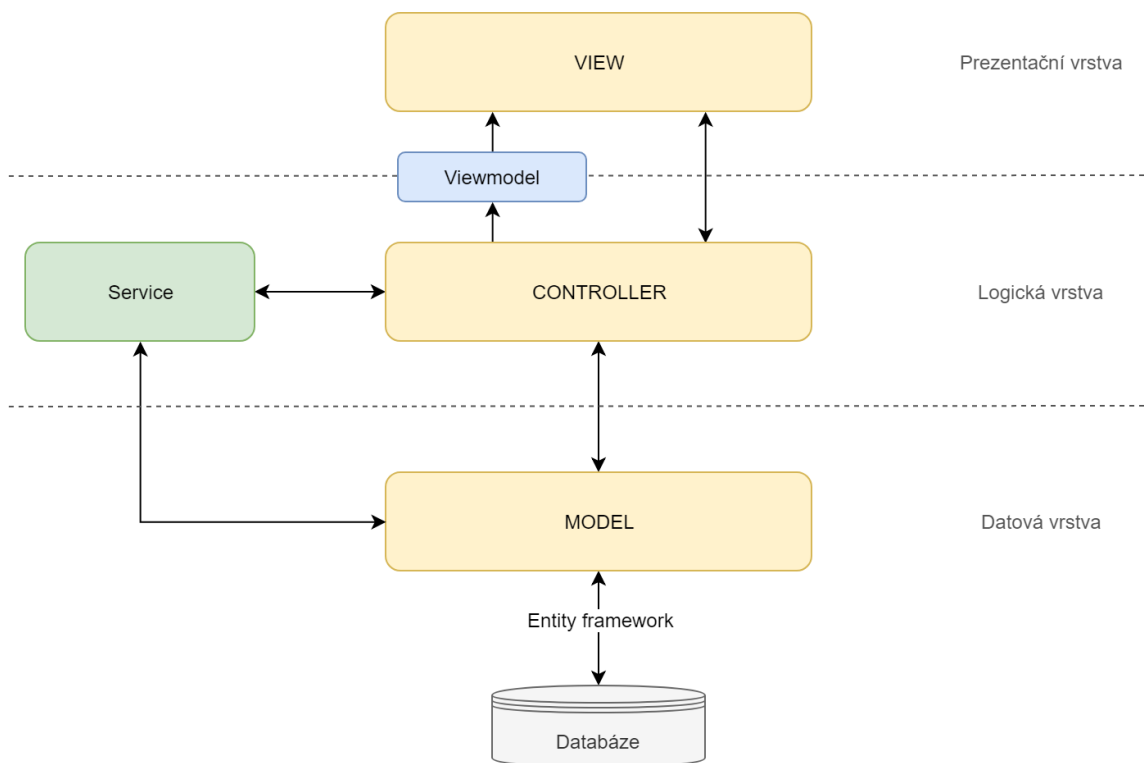 VIEW
Prezentační vrstva
Viewmodel
Service
CONTROLLER
Logická vrstva
MODEL
Datová vrstva
Entity framework
Databáze